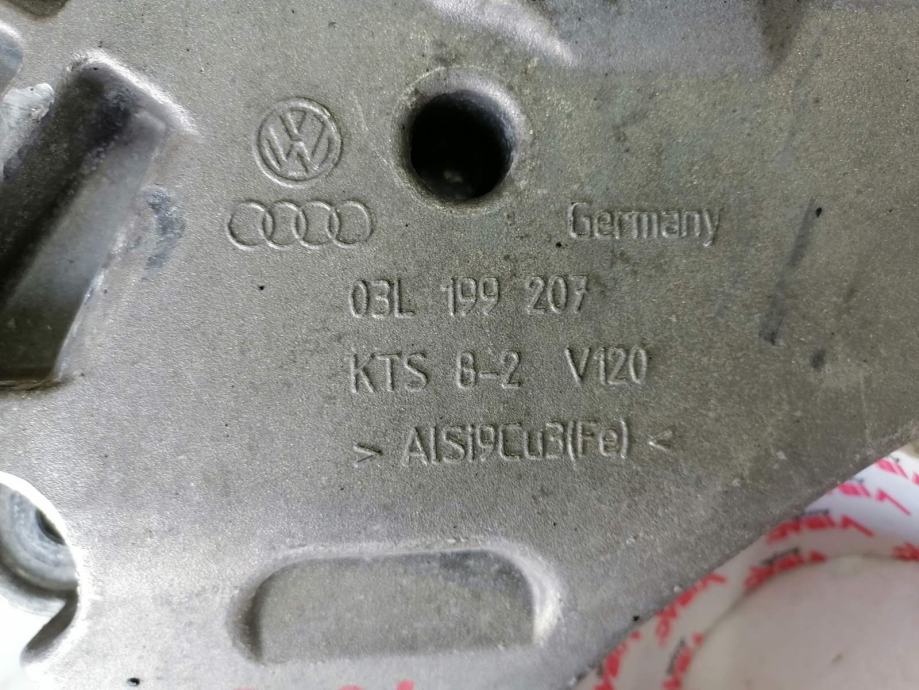 Germany
03L 199 207
KTS 8-2 V120
> AlSi9Cu3(Fe) <